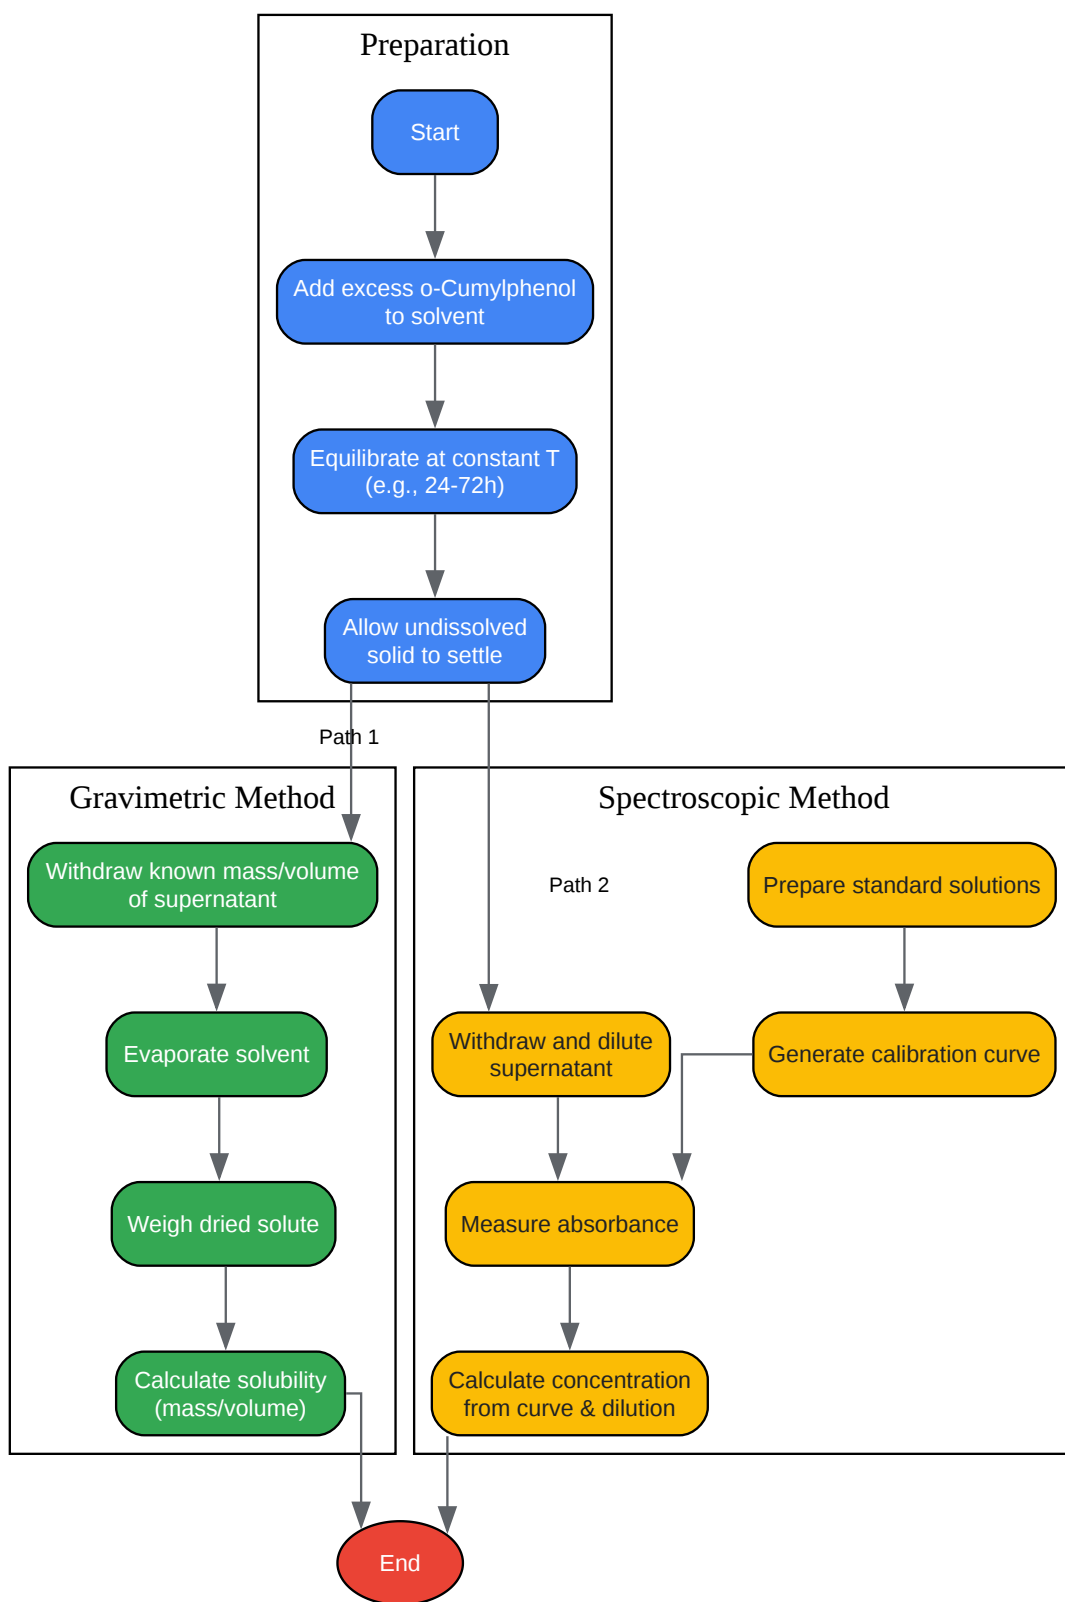 Preparation
Start
Add excess o-Cumylphenol
to solvent
Equilibrate at constant T
(e.g., 24-72h)
Allow undissolved
solid to settle
Path 1
Gravimetric Method
Withdraw known mass/volume
of supernatant
Evaporate solvent
Weigh dried solute
Calculate solubility
(mass/volume)
Spectroscopic Method
Path 2
Prepare standard solutions
Withdraw and dilute
supernatant
Generate calibration curve
Measure absorbance
Calculate concentration
from curve & dilution
End